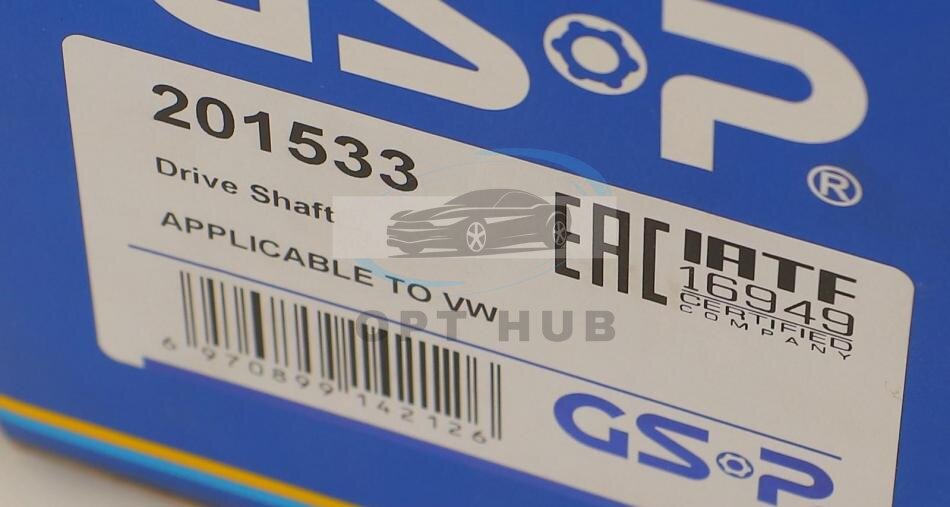 GSP
®
201533
Drive Shaft
APPLICABLE TO VW
EAC
IATF
16949
CERTIFIED
COMPANY
OPT HUB
6 970899 142126
GSP